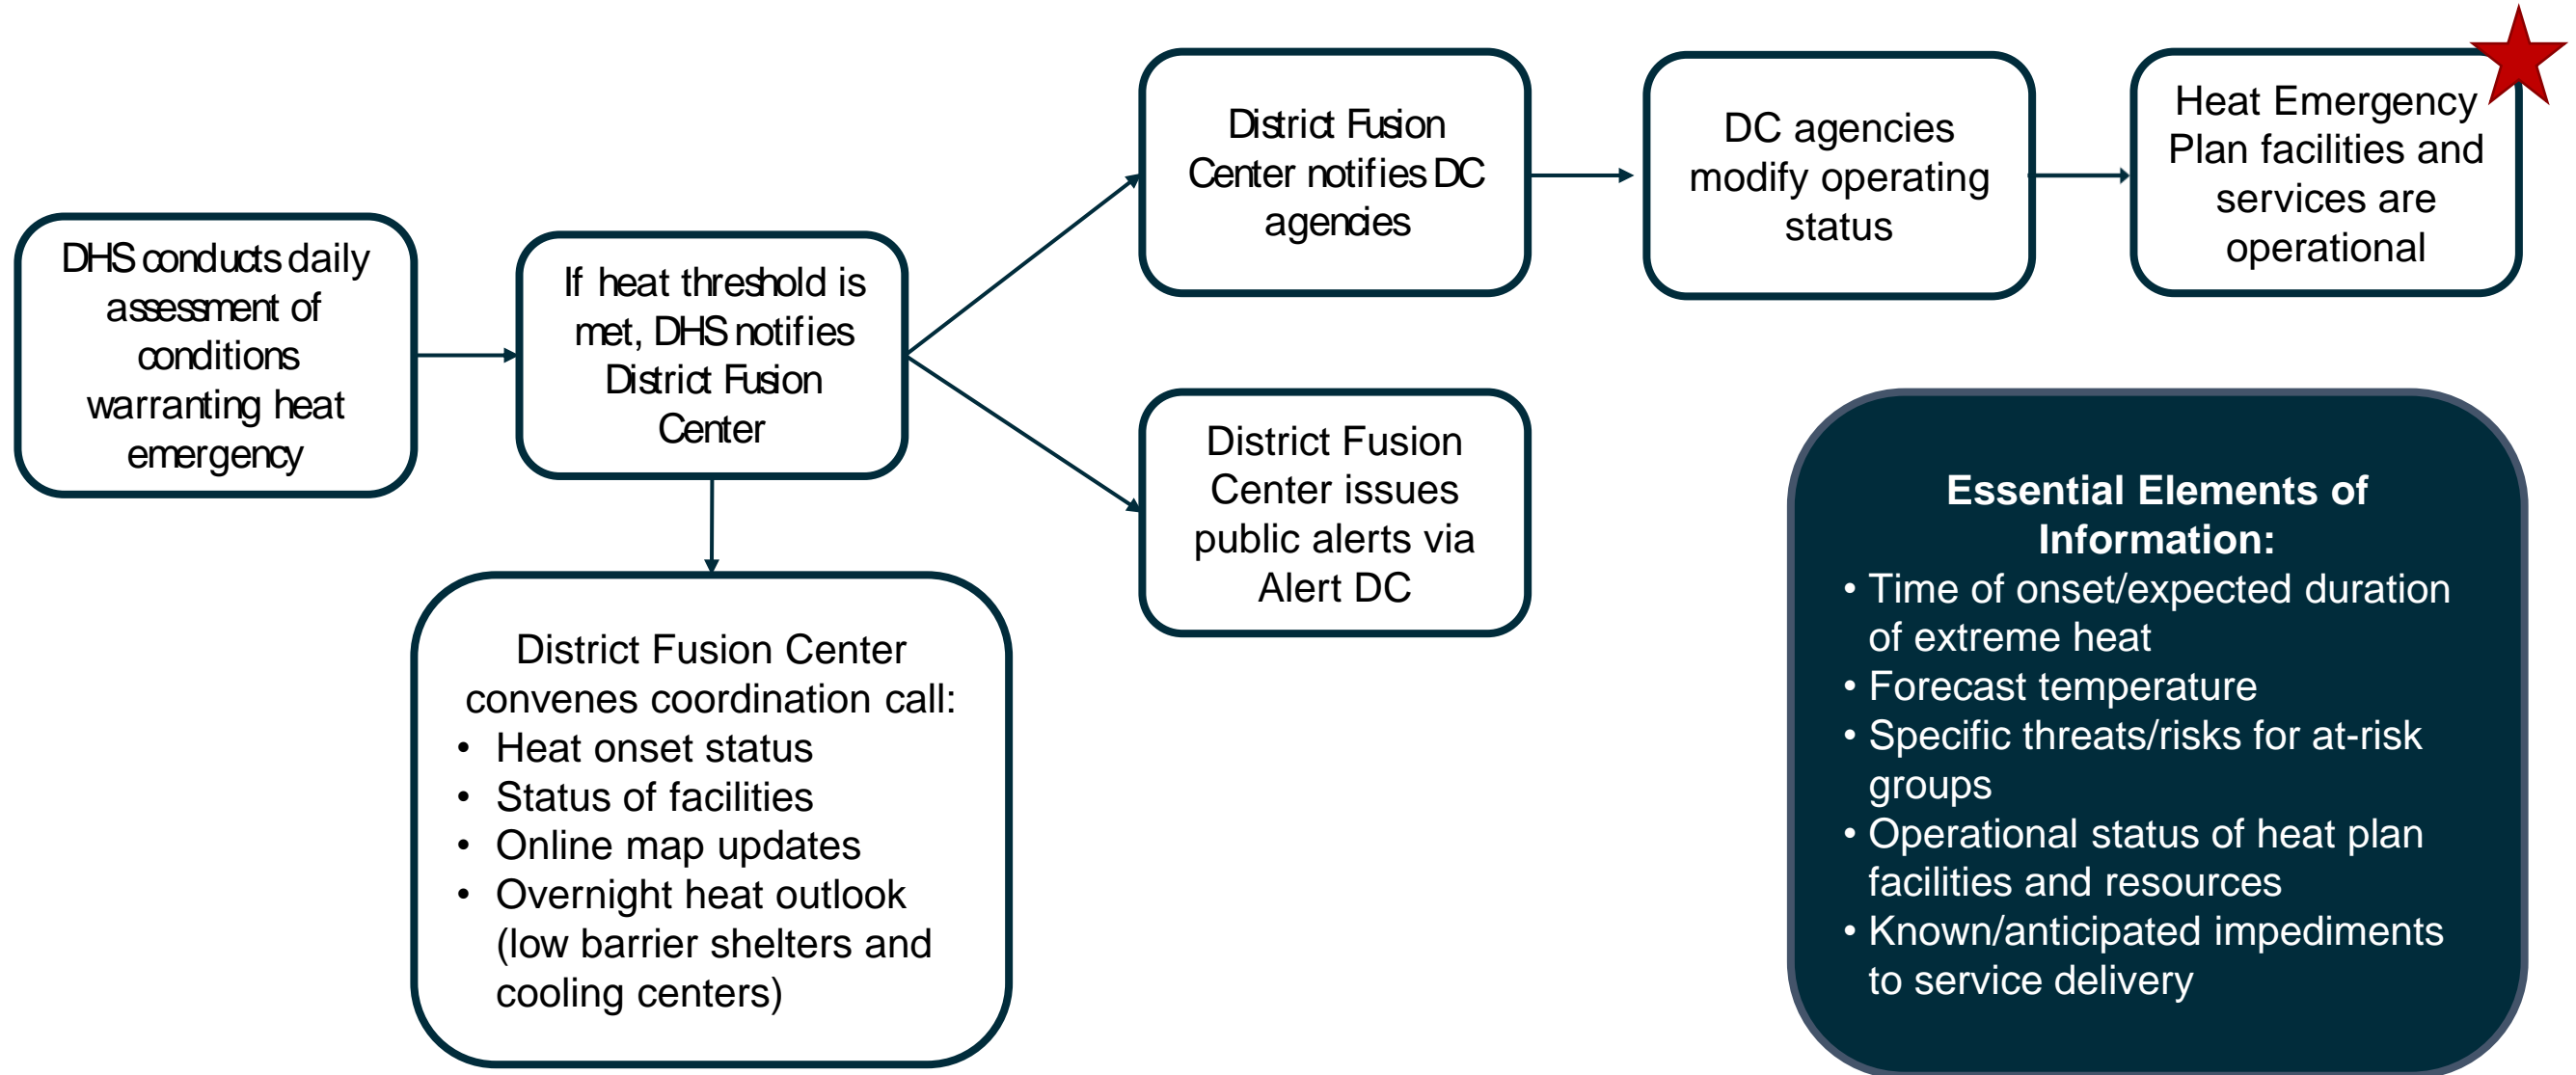 DHS conducts daily
assessment of
conditions
warranting heat
emergency
If heat threshold is
met, DHS notifies
District Fusion
Center
District Fusion
Center notifies DC
agencies
DC agencies
modify operating
status
Heat Emergency
Plan facilities and
services are
operational
District Fusion
Center issues
public alerts via
Alert DC
District Fusion Center
convenes coordination call:
• Heat onset status
• Status of facilities
• Online map updates
• Overnight heat outlook
(low barrier shelters and
cooling centers)
Essential Elements of
Information:
• Time of onset/expected duration
of extreme heat
• Forecast temperature
• Specific threats/risks for at-risk
groups
• Operational status of heat plan
facilities and resources
• Known/anticipated impediments
to service delivery